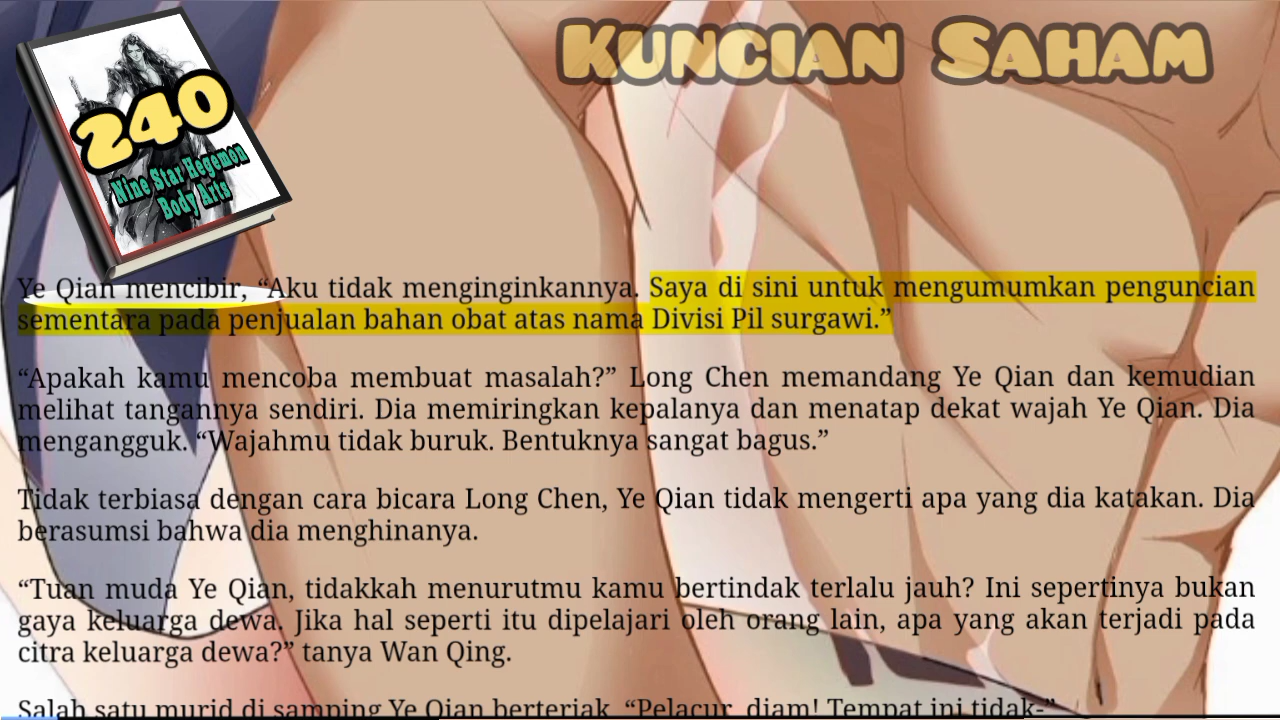 KUNCIAN SAHAM
240
Nine Star Hegemon
Body Arts
Ye Qian mencibir, “Aku tidak menginginkannya. Saya di sini untuk mengumumkan penguncian
sementara pada penjualan bahan obat atas nama Divisi Pil surgawi.”
“Apakah kamu mencoba membuat masalah?” Long Chen memandang Ye Qian dan kemudian
melihat tangannya sendiri. Dia memiringkan kepalanya dan menatap dekat wajah Ye Qian. Dia
mengangguk. “Wajahmu tidak buruk. Bentuknya sangat bagus.”
Tidak terbiasa dengan cara bicara Long Chen, Ye Qian tidak mengerti apa yang dia katakan. Dia
berasumsi bahwa dia menghinanya.
“Tuan muda Ye Qian, tidakkah menurutmu kamu bertindak terlalu jauh? Ini sepertinya bukan
gaya keluarga dewa. Jika hal seperti itu dipelajari oleh orang lain, apa yang akan terjadi pada
citra keluarga dewa?” tanya Wan Qing.
Salah satu murid di samping Ye Qian berteriak, “Pelacur, diam! Tempat ini tidak-”